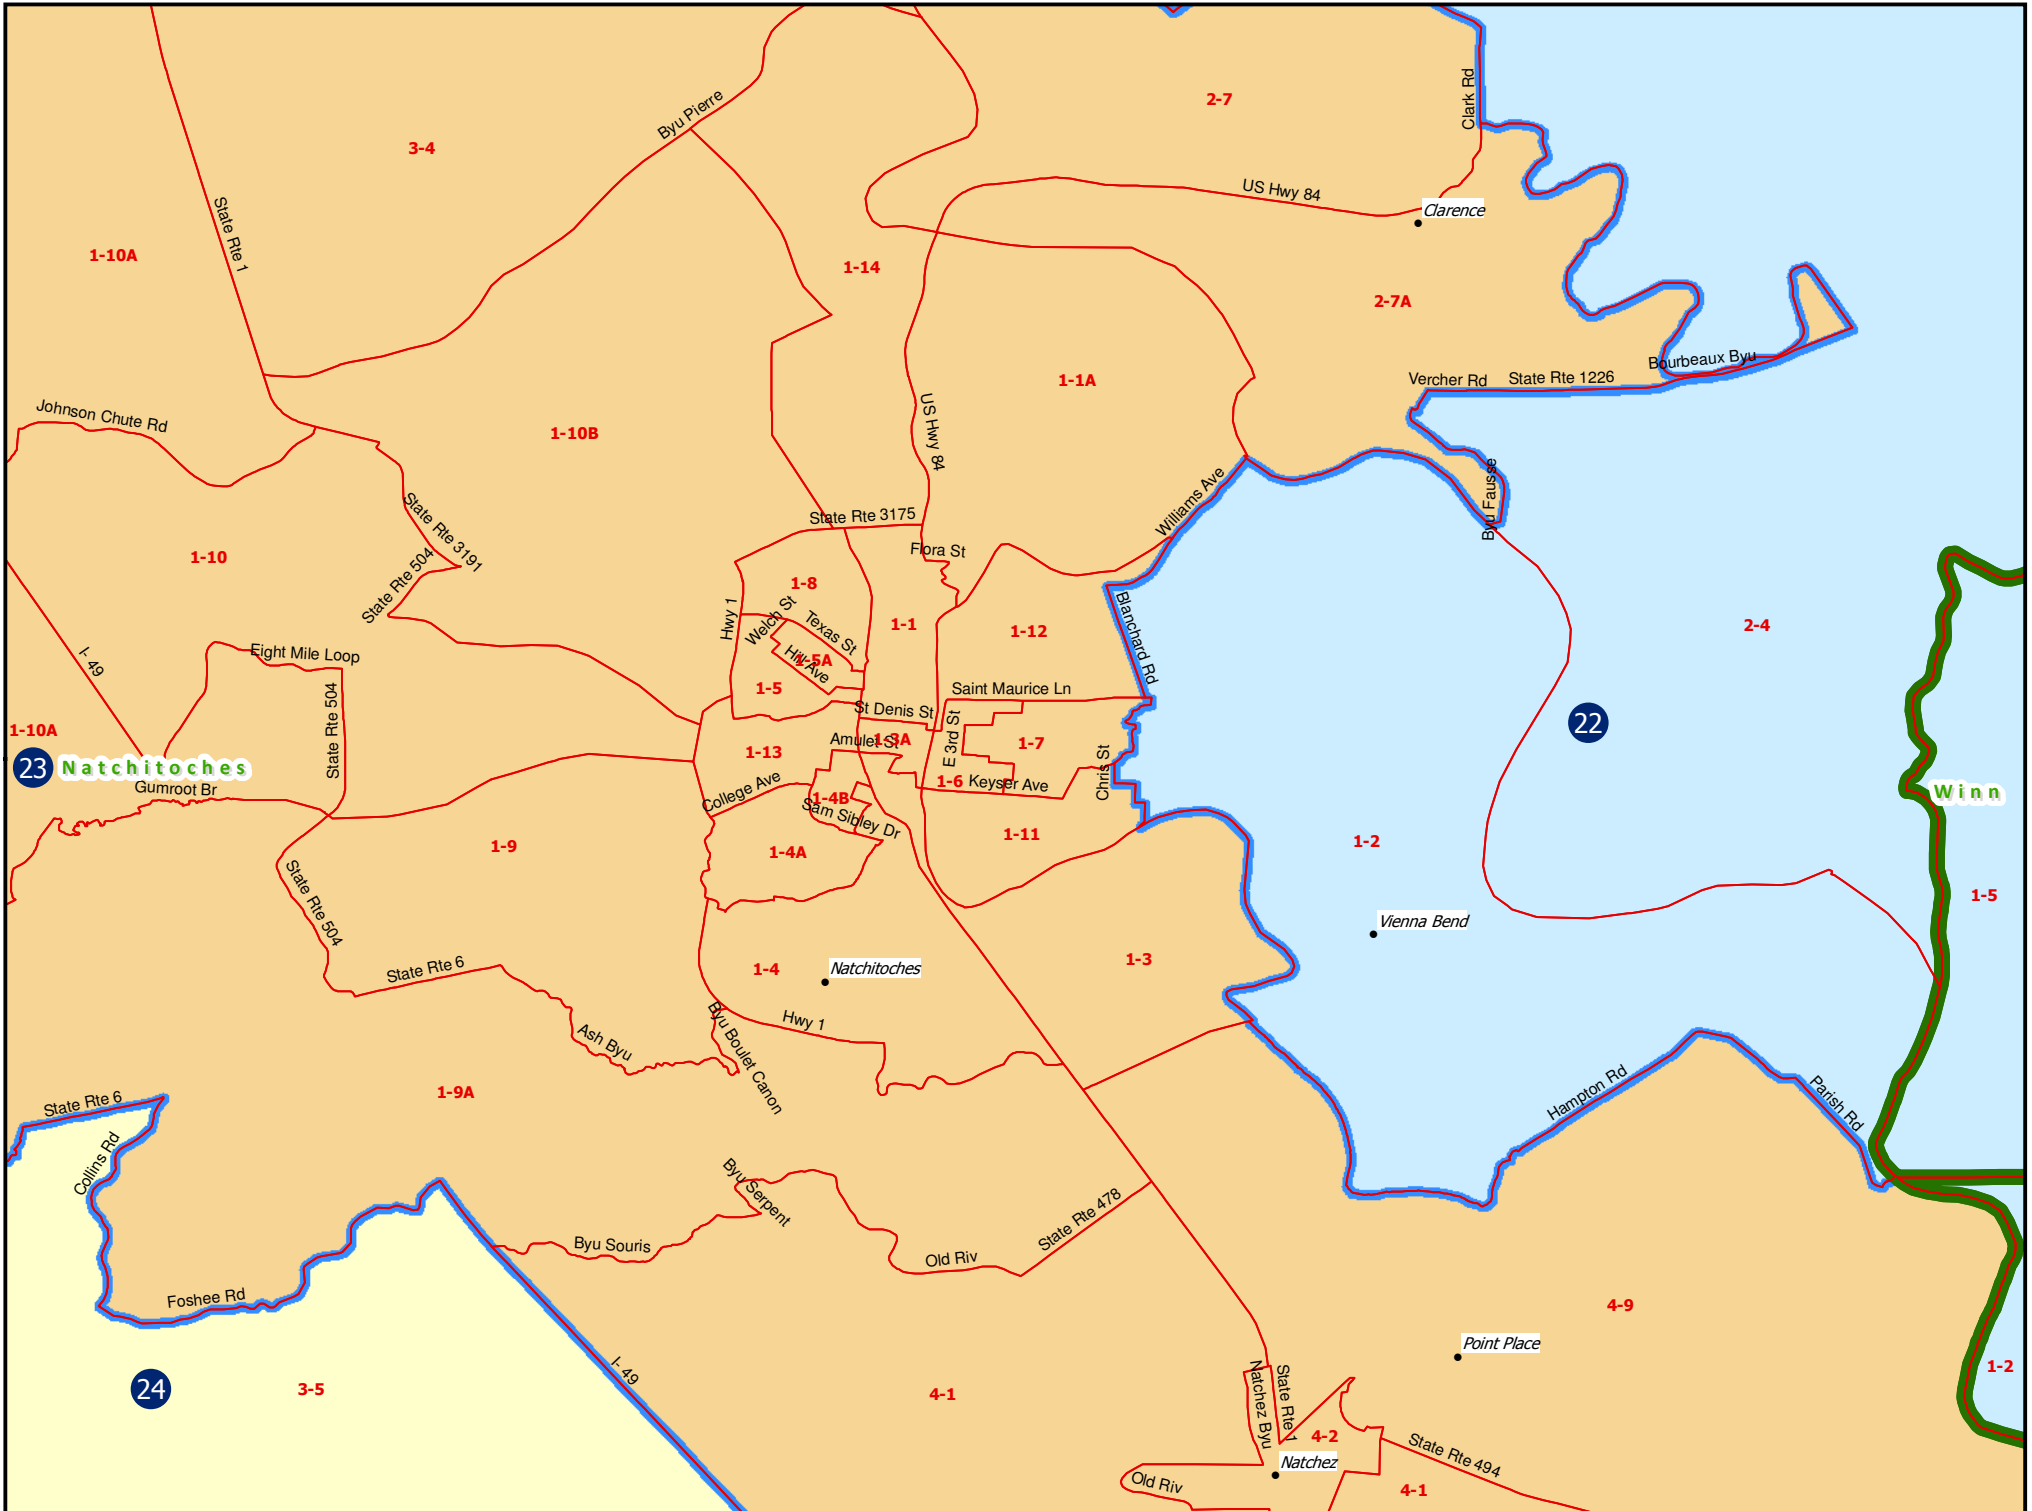 2-7
Clark Rd
3-4
Byu Pierre
US Hwy 84
Clarence
State Rte 1
1-10A
1-14
2-7A
1-1A
Bourbeaux Byu
Vercher Rd
State Rte 1226
Johnson Chute Rd
1-10B
US Hwy 84
Williams Ave
Byu Fausse
State Rte 3175
State Rte 3191
Flora St
1-10
State Rte 504
1-8
Hwy 1
Welch St
Texas St
1-1
1-12
Blanchard Rd
2-4
I- 49
Eight Mile Loop
Hill Ave
1-5A
1-5
Saint Maurice Ln
State Rte 504
St Denis St
E 3rd St
22
1-10A
Amulet St
1-3A
1-7
1-13
Chris St
23
Natchitoches
Gumroot Br
1-6
Keyser Ave
College Ave
1-4B
Sam Sibley Dr
Winn
1-11
1-2
1-9
1-4A
1-5
State Rte 504
Vienna Bend
State Rte 6
1-4
Natchitoches
1-3
Hwy 1
Byu Boulet Canon
Ash Byu
1-9A
Hampton Rd
Parish Rd
State Rte 6
Collins Rd
Byu Serpent
State Rte 478
Byu Souris
Old Riv
Foshee Rd
4-9
Point Place
1-2
24
3-5
I- 49
4-1
Natchez Byu
State Rte 1
4-2
State Rte 494
Natchez
Old Riv
4-1